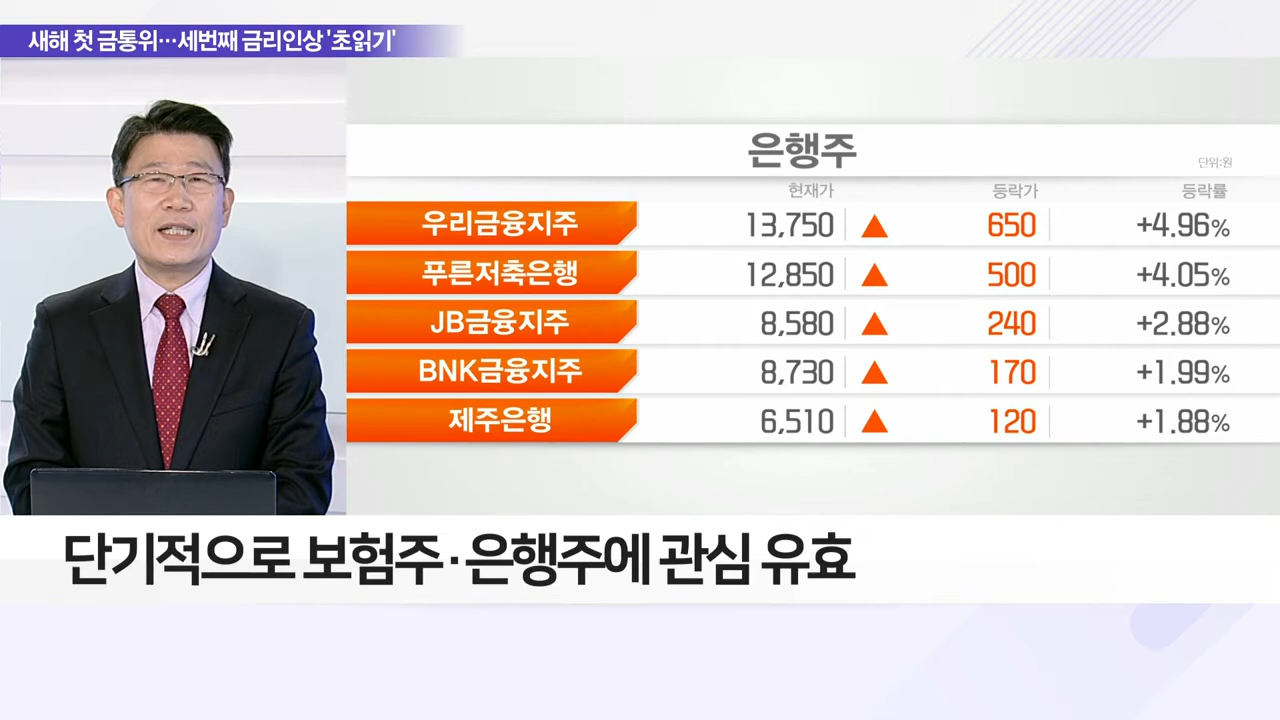 새해 첫 금통위…세번째 금리인상 '초읽기'
은행주
단위:원
현재가 등락가 등락률
우리금융지주 13,750 ▲ 650 +4.96%
푸른저축은행 12,850 ▲ 500 +4.05%
JB금융지주 8,580 ▲ 240 +2.88%
BNK금융지주 8,730 ▲ 170 +1.99%
제주은행 6,510 ▲ 120 +1.88%
단기적으로 보험주·은행주에 관심 유효